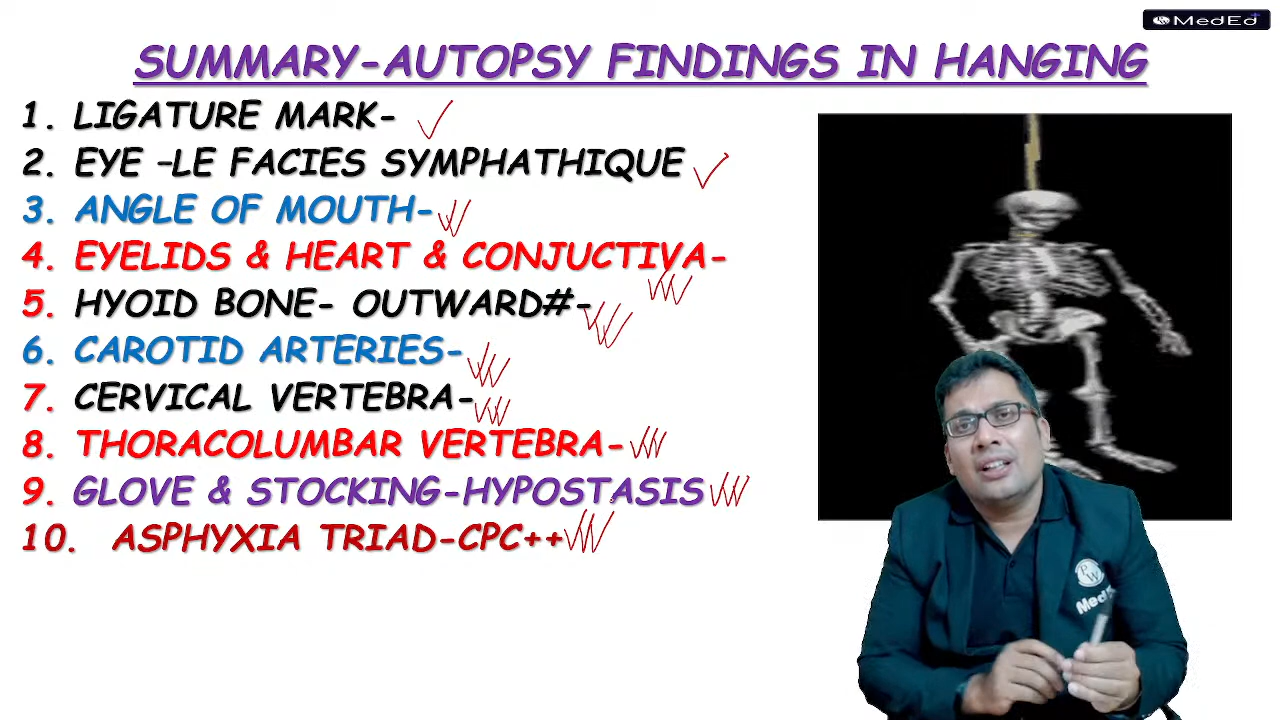 MedEd
SUMMARY-AUTOPSY FINDINGS IN HANGING
1. LIGATURE MARK-
2. EYE –LE FACIES SYMPHATHIQUE
3. ANGLE OF MOUTH-
4. EYELIDS & HEART & CONJUCTIVA-
5. HYOID BONE- OUTWARD#-
6. CAROTID ARTERIES-
7. CERVICAL VERTEBRA-
8. THORACOLUMBAR VERTEBRA-
9. GLOVE & STOCKING-HYPOSTASIS
10. ASPHYXIA TRIAD-CPC++
PW